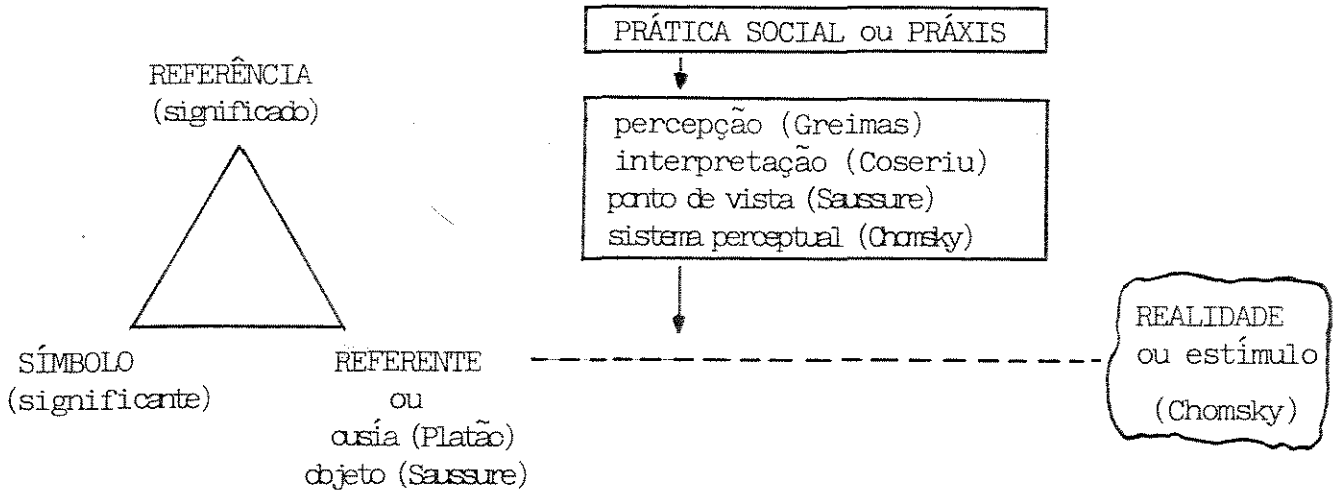 PRÁTICA SOCIAL ou PRÁXIS
REFERÊNCIA
(significado)
percepção (Greimas)
interpretação (Coseriu)
ponto de vista (Saussure)
sistema perceptual (Chomsky)
SÍMBOLO
(significante)
REFERENTE
ou
ousía (Platão)
objeto (Saussure)
REALIDADE
ou estímulo
(Chomsky)